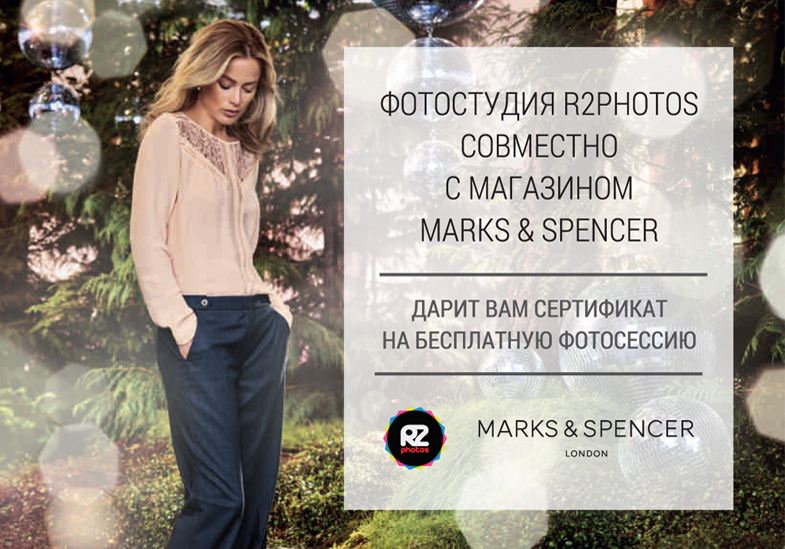 ФОТОСТУДИЯ R2PHOTOS
СОВМЕСТНО
С МАГАЗИНОМ
MARKS & SPENCER
ДАРИТ ВАМ СЕРТИФИКАТ
НА БЕСПЛАТНУЮ ФОТОСЕССИЮ
R2
photos
MARKS & SPENCER
LONDON